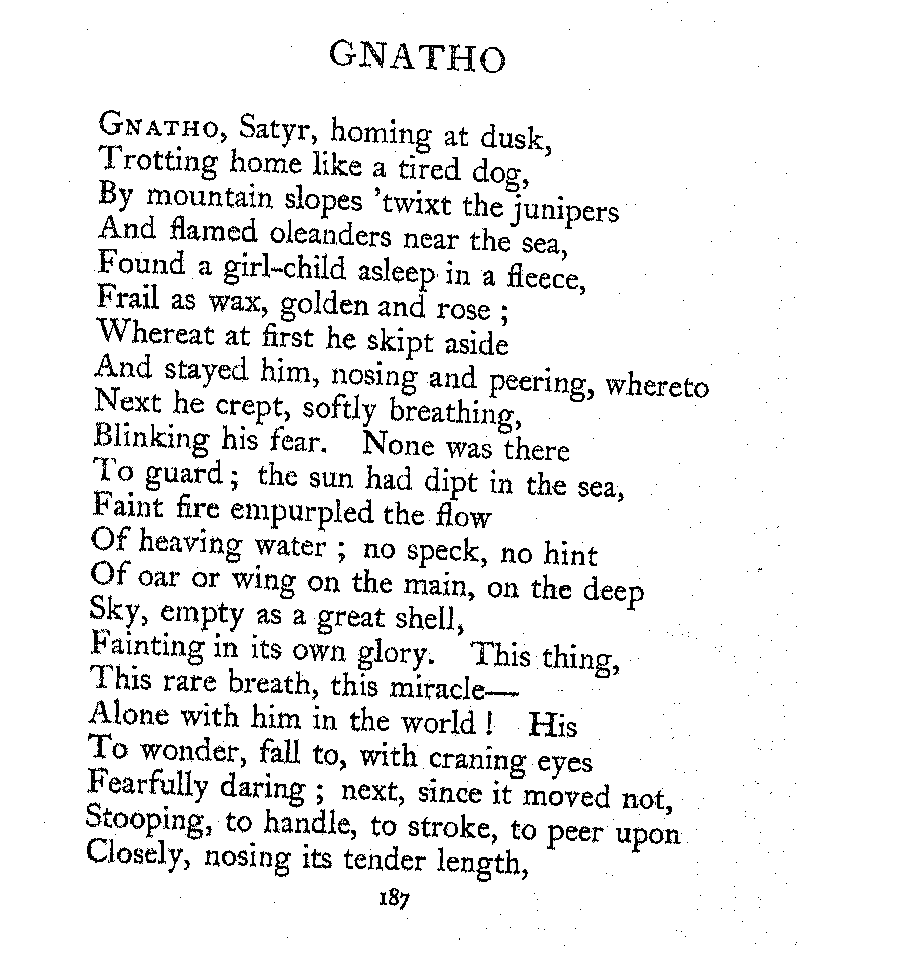 GNATHO
GNATHO, Satyr, homing at dusk,
Trotting home like a tired dog,
By mountain slopes ’twixt the junipers
And flamed oleanders near the sea,
Found a girl-child asleep in a fleece,
Frail as wax, golden and rose ;
Whereat at first he skipt aside
And stayed him, nosing and peering, whereto
Next he crept, softly breathing,
Blinking his fear. None was there
To guard ; the sun had dipt in the sea,
Faint fire empurpled the flow
Of heaving water ; no speck, no hint
Of oar or wing on the main, on the deep
Sky, empty as a great shell,
Fainting in its own glory. This thing,
This rare breath, this miracle—
Alone with him in the world ! His
To wonder, fall to, with craning eyes
Fearfully daring ; next, since it moved not,
Stooping, to handle, to stroke, to peer upon
Closely, nosing its tender length,
187